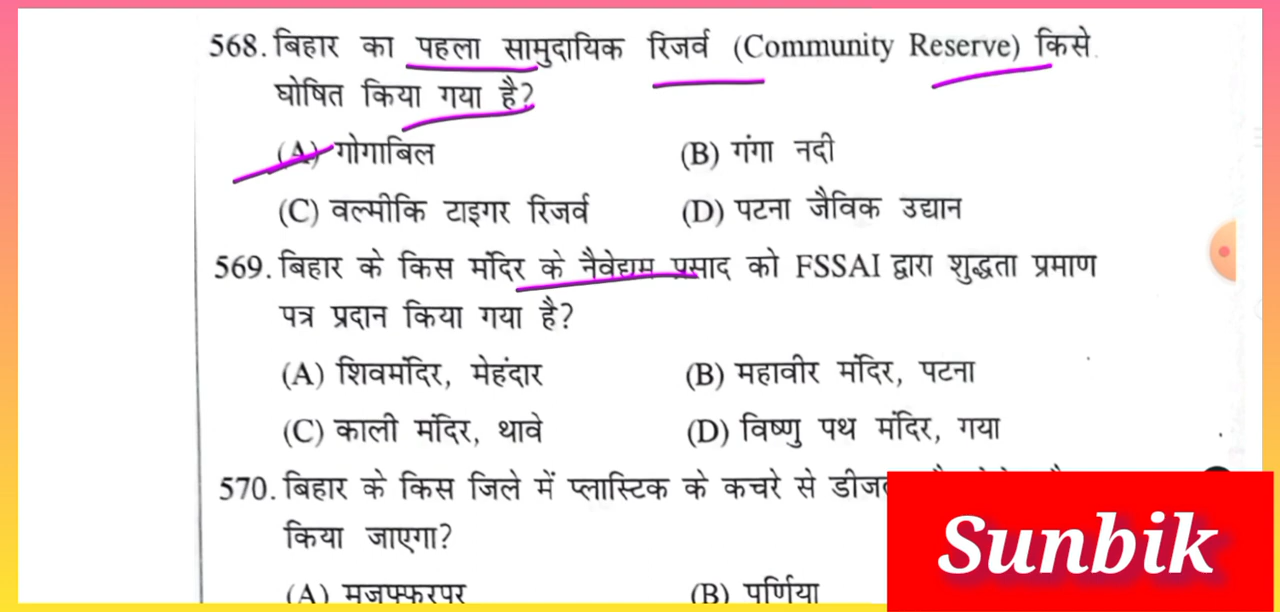 568. बिहार का पहला सामुदायिक रिजर्व (Community Reserve) किसे
घोषित किया गया है?
(A) गोगाबिल (B) गंगा नदी
(C) वल्मीकि टाइगर रिजर्व (D) पटना जैविक उद्यान
569. बिहार के किस मंदिर के नैवेद्यम प्रसाद को FSSAI द्वारा शुद्धता प्रमाण
पत्र प्रदान किया गया है?
(A) शिवमंदिर, मेहंदार (B) महावीर मंदिर, पटना
(C) काली मंदिर, थावे (D) विष्णु पथ मंदिर, गया
570. बिहार के किस जिले में प्लास्टिक के कचरे से
किया जाएगा?
(A) मुजफ्फरपुर (B) पूर्णिया
Sunbik